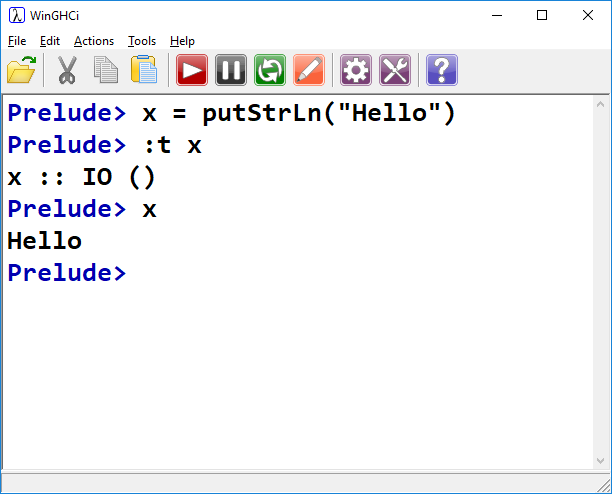 WinGHCi
File Edit Actions Tools Help
Prelude> x = putStrLn("Hello")
Prelude> :t x
x :: IO ()
Prelude> x
Hello
Prelude>